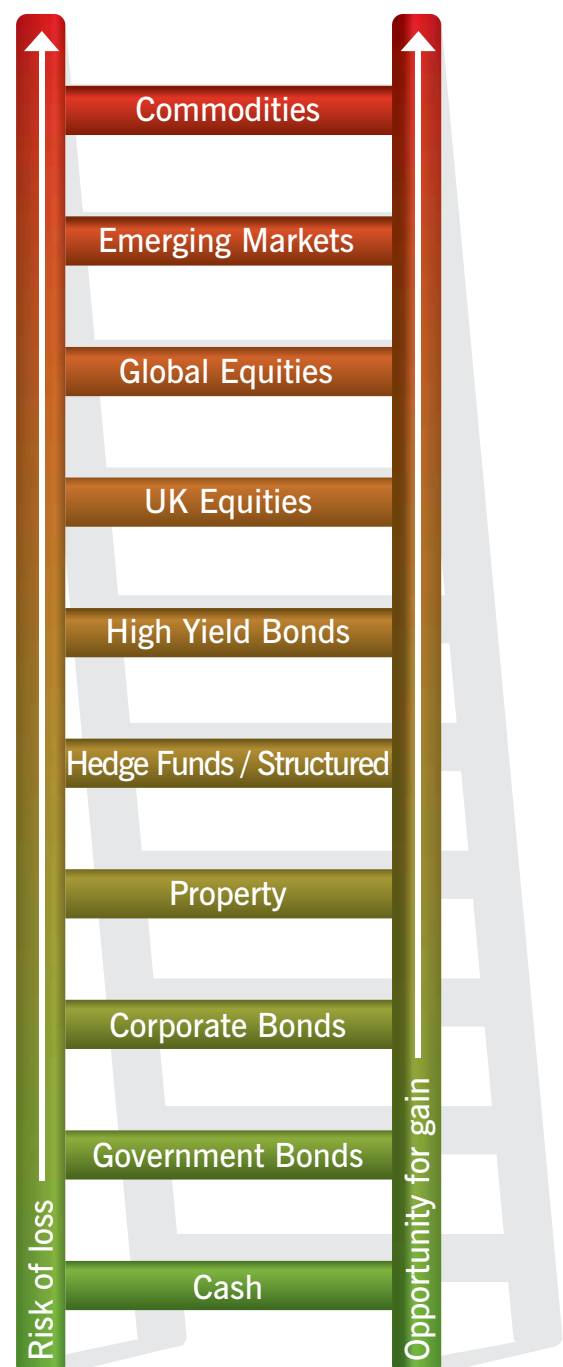 Commodities
Emerging Markets
Global Equities
UK Equities
High Yield Bonds
Hedge Funds / Structured
Property
Corporate Bonds
Government Bonds
Cash
Risk of loss
Opportunity for gain